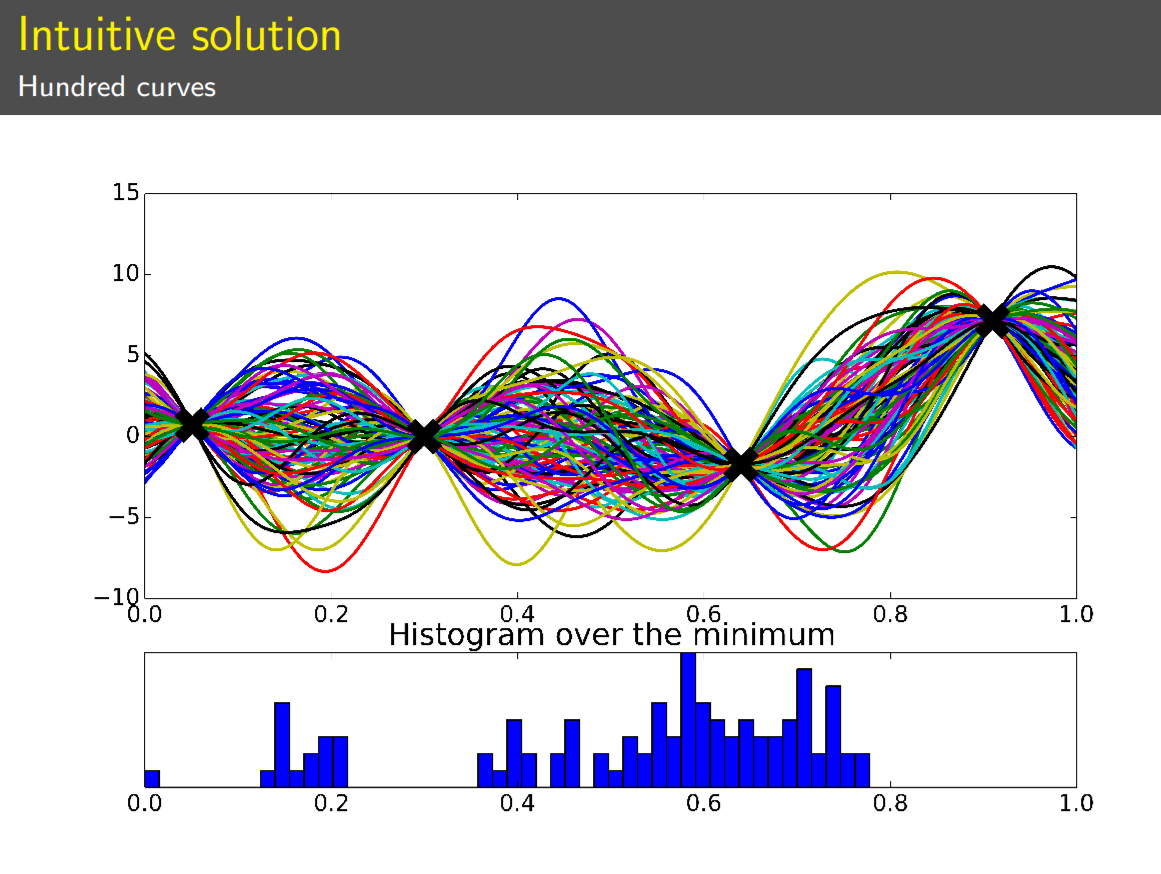 Intuitive solution
Hundred curves
15
10
5
0
−5
−10
0.0 0.2 0.4 0.6 0.8 1.0
Histogram over the minimum
0.0 0.2 0.4 0.6 0.8 1.0